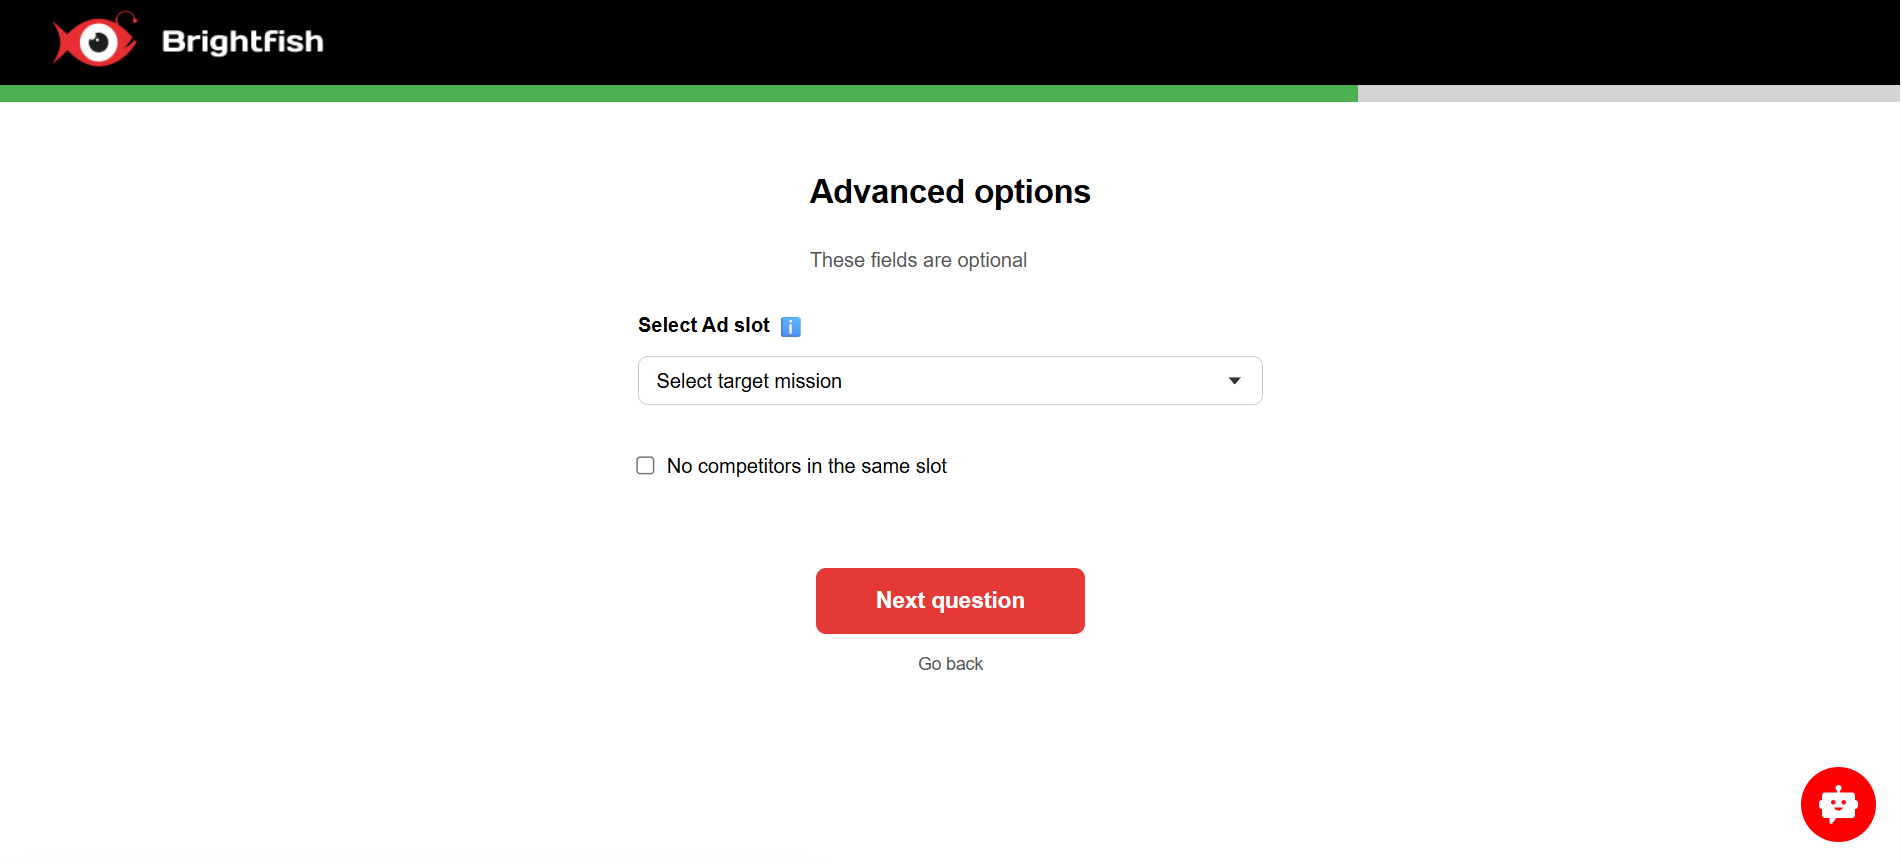 Brightfish
Advanced options
These fields are optional
Select Ad slot i
Select target mission
No competitors in the same slot
Next question
Go back